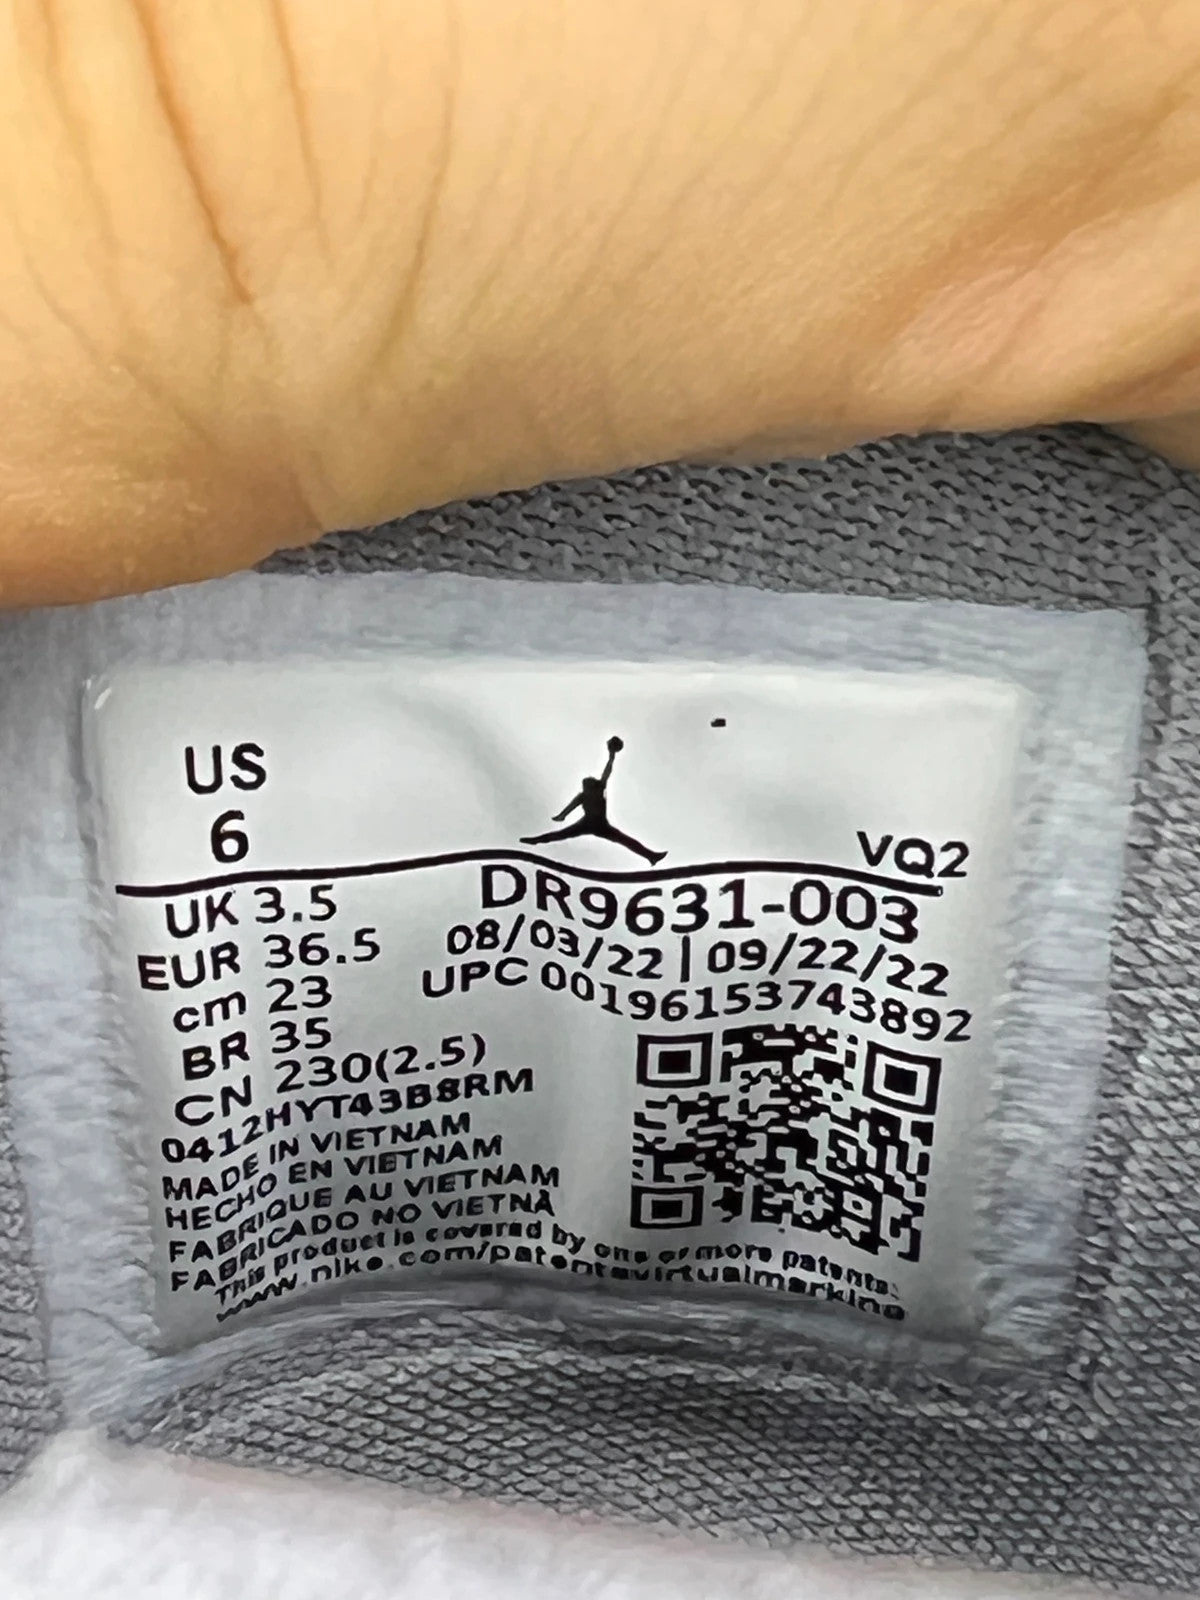 US
6
VQ2
UK 3.5
EUR 36.5
cm 23
BR 35
CN 230(2.5)
DR9631-003
08/03/22 | 09/22/22
UPC 00196153743892
0412HYT43B8RM
MADE IN VIETNAM
HECHO EN VIETNAM
FABRIQUE AU VIETNAM
FABRICADO NO VIETNÃ
This product is covered by one or more patents.
www.nike.com/patentavirtualmarking